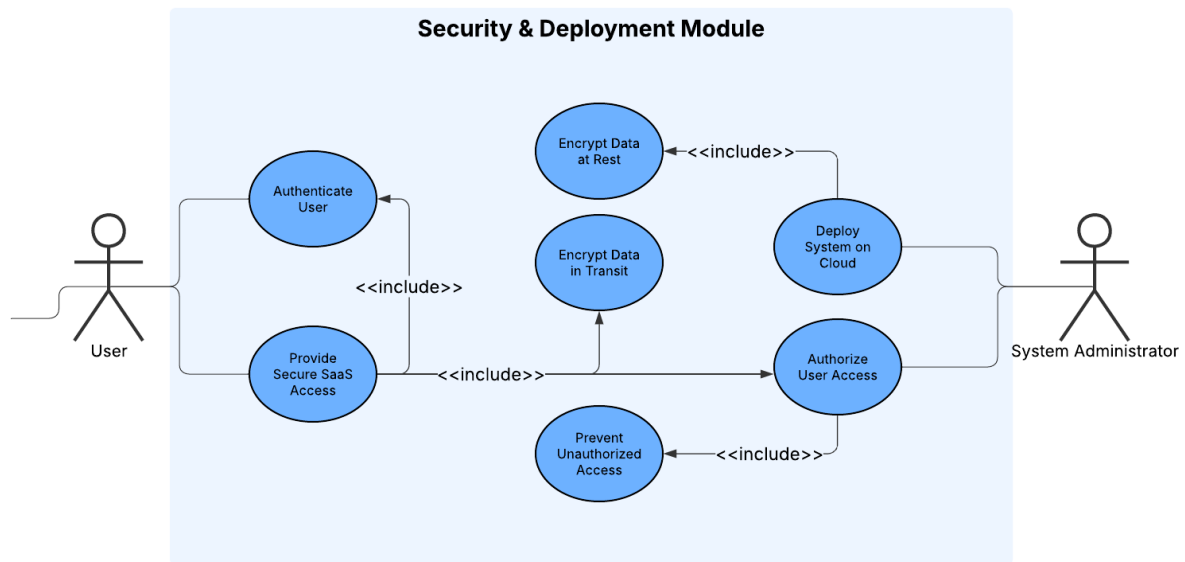 Security & Deployment Module
Encrypt Data
at Rest
<<include>>
Authenticate
User
Encrypt Data
in Transit
Deploy
System on
Cloud
<<include>>
User
System Administrator
Provide
Secure SaaS
Access
<<include>>
Authorize
User Access
Prevent
Unauthorized
Access
<<include>>